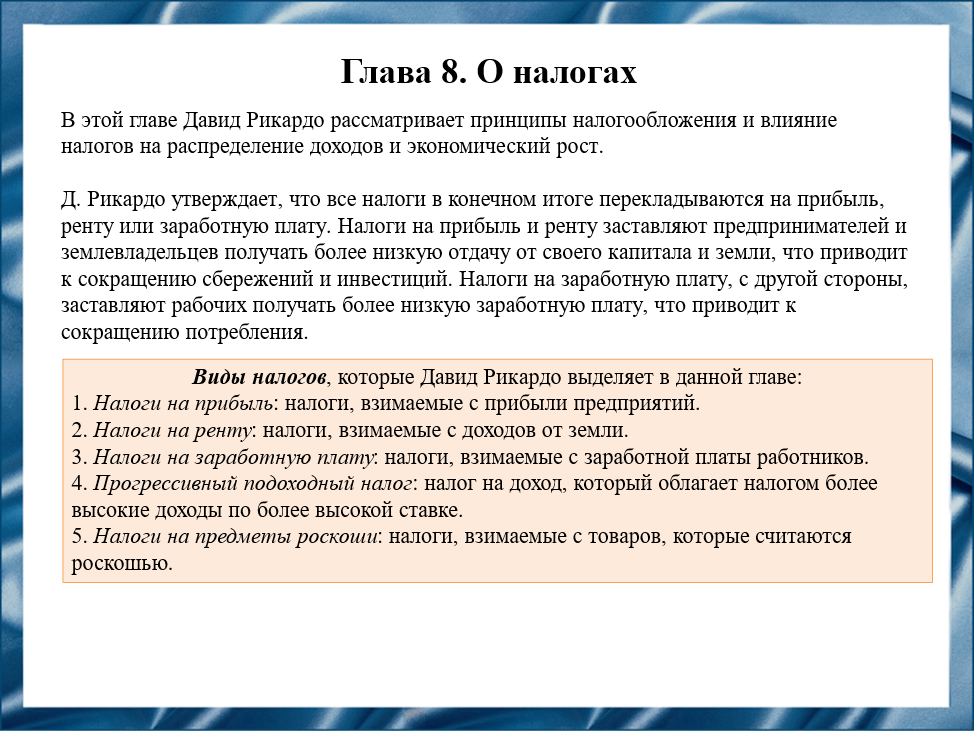 Глава 8. О налогах
В этой главе Давид Рикардо рассматривает принципы налогообложения и влияние
налогов на распределение доходов и экономический рост.
Д. Рикардо утверждает, что все налоги в конечном итоге перекладываются на прибыль,
ренту или заработную плату. Налоги на прибыль и ренту заставляют предпринимателей и
землевладельцев получать более низкую отдачу от своего капитала и земли, что приводит
к сокращению сбережений и инвестиций. Налоги на заработную плату, с другой стороны,
заставляют рабочих получать более низкую заработную плату, что приводит к
сокращению потребления.
Виды налогов, которые Давид Рикардо выделяет в данной главе:
1. Налоги на прибыль: налоги, взимаемые с прибыли предприятий.
2. Налоги на ренту: налоги, взимаемые с доходов от земли.
3. Налоги на заработную плату: налоги, взимаемые с заработной платы работников.
4. Прогрессивный подоходный налог: налог на доход, который облагает налогом более
высокие доходы по более высокой ставке.
5. Налоги на предметы роскоши: налоги, взимаемые с товаров, которые считаются
роскошью.